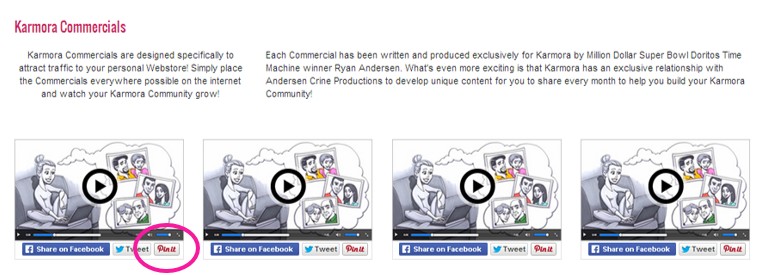 Karmora Commercials
Karmora Commercials are designed specifically to
attract traffic to your personal Webstore! Simply place
the Commercials everywhere possible on the internet
and watch your Karmora Community grow!
Each Commercial has been written and produced exclusively for Karmora by Million Dollar Super Bowl Doritos Time
Machine winner Ryan Andersen. What's even more exciting is that Karmora has an exclusive relationship with
Andersen Crine Productions to develop unique content for you to share every month to help you build your Karmora
Community!
Share on Facebook Tweet Pin it
Share on Facebook Tweet Pin it
Share on Facebook Tweet Pin it
Share on Facebook Tweet Pin it